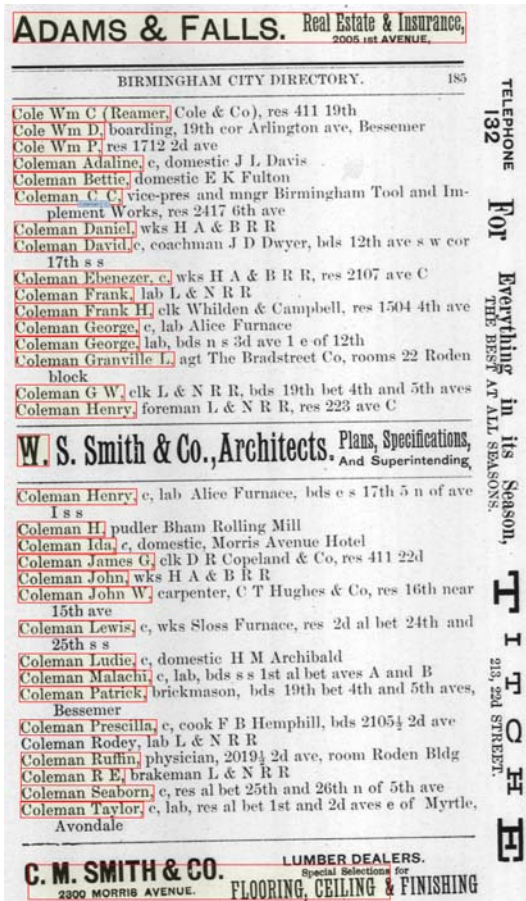 ADAMS & FALLS. Real Estate & Insurance,
2005 1st AVENUE,
BIRMINGHAM CITY DIRECTORY. 185
Cole Wm C (Reamer, Cole & Co), res 411 19th
Cole Wm D, boarding, 19th cor Arlington ave, Bessemer
Cole Wm P, res 1712 2d ave
Coleman Adaline, c, domestic J L Davis
Coleman Bettie, domestic E K Fulton
Coleman C C, vice-pres and mngr Birmingham Tool and Im-
plement Works, res 2417 6th ave
Coleman Daniel, wks H A & B R R
Coleman David, c, coachman J D Dwyer, bds 12th ave s w cor
17th s s
Coleman Ebenezer, c, wks H A & B R R, res 2107 ave C
Coleman Frank, lab L & N R R
Coleman Frank H, clk Whilden & Campbell, res 1504 4th ave
Coleman George, c, lab Alice Furnace
Coleman George, lab, bds n s 3d ave 1 e of 12th
Coleman Granville L, agt The Bradstreet Co, rooms 22 Roden
block
Coleman G W, clk L & N R R, bds 19th bet 4th and 5th aves
Coleman Henry, foreman L & N R R, res 223 ave C
W. S. Smith & Co., Architects. Plans, Specifications,
And Superintending,
Coleman Henry, c, lab Alice Furnace, bds e s 17th 5 n of ave
I s s
Coleman H, pudler Bham Rolling Mill
Coleman Ida, c, domestic, Morris Avenue Hotel
Coleman James G, clk D R Copeland & Co, res 411 22d
Coleman John, wks H A & B R R
Coleman John W, carpenter, C T Hughes & Co, res 16th near
15th ave
Coleman Lewis, c, wks Sloss Furnace, res 2d al bet 24th and
25th s s
Coleman Ludie, c, domestic H M Archibald
Coleman Malachi, c, lab, bds s s 1st al bet aves A and B
Coleman Patrick, brickmason, bds 19th bet 4th and 5th aves,
Bessemer
Coleman Prescilla, c, cook F B Hemphill, bds 2105½ 2d ave
Coleman Rodey, lab L & N R R
Coleman Ruffin, physician, 2019½ 2d ave, room Roden Bldg
Coleman R E, brakeman L & N R R
Coleman Seaborn, c, res al bet 25th and 26th n of 5th ave
Coleman Taylor, c, lab, res al bet 1st and 2d aves e of Myrtle,
Avondale
C. M. SMITH & CO. LUMBER DEALERS.
Special Selections for
2300 MORRIS AVENUE. FLOORING, CEILING & FINISHING
TELEPHONE
132
For Everything in its Season,
THE BEST AT ALL SEASONS.
TITCHE
213, 22d STREET.